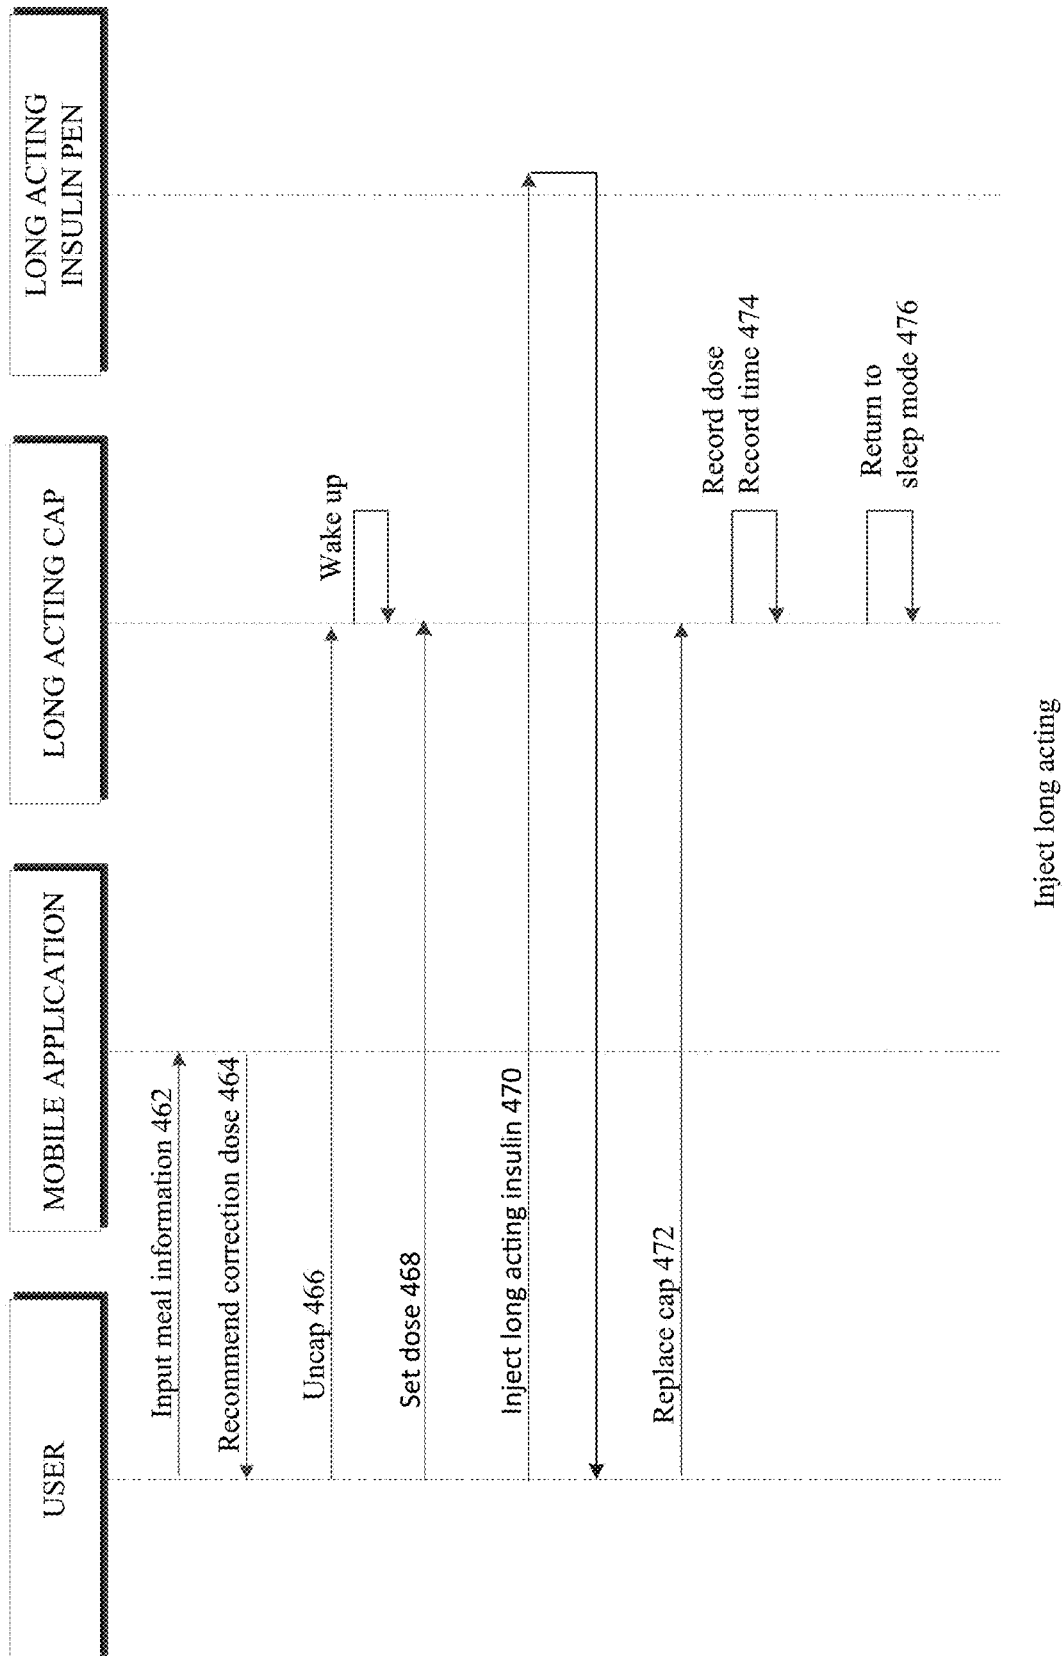 USER
MOBILE APPLICATION
LONG ACTING CAP
LONG ACTING
INSULIN PEN
Input meal information 462
Recommend correction dose 464
Uncap 466
Wake up
Set dose 468
Inject long acting insulin 470
Replace cap 472
Record dose
Record time 474
Return to
sleep mode 476
Inject long acting